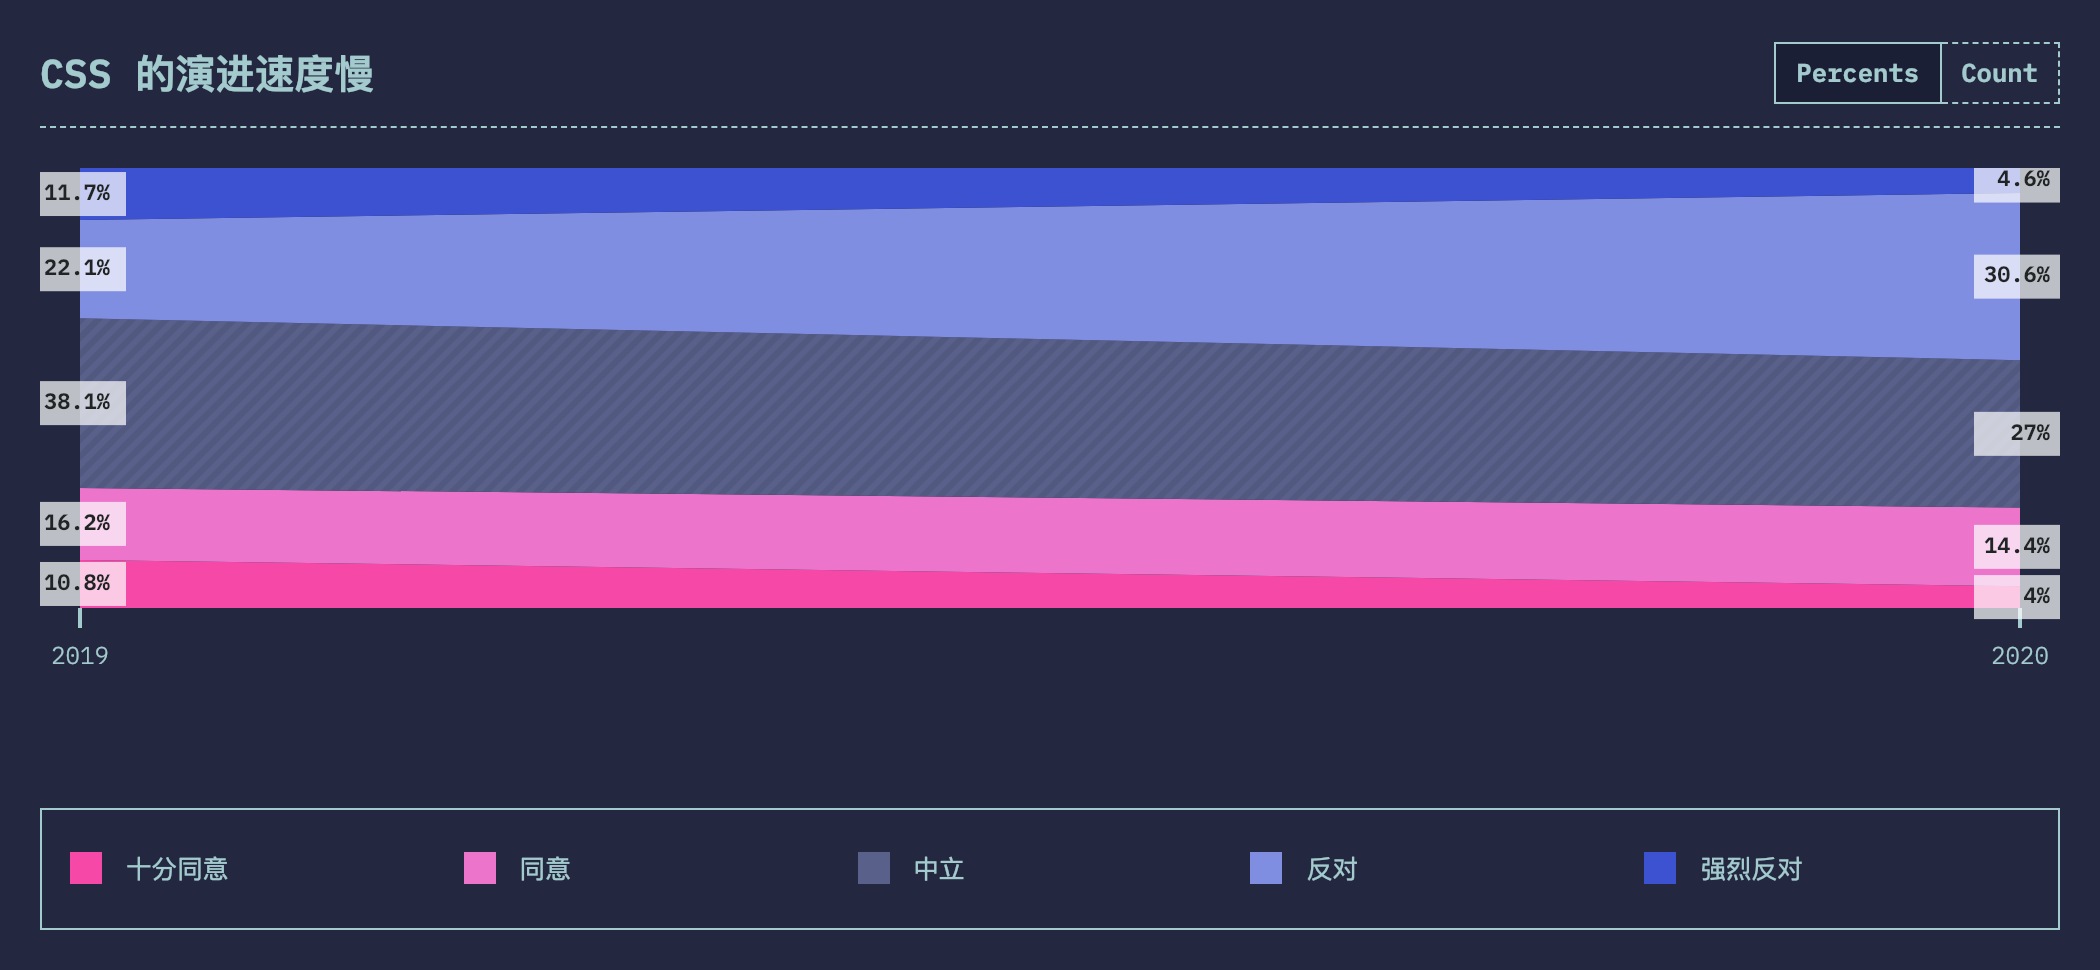 CSS 的演进速度慢
Percents
Count
11.7%
22.1%
38.1%
16.2%
10.8%
4.6%
30.6%
27%
14.4%
4%
2019
2020
十分同意
同意
中立
反对
强烈反对